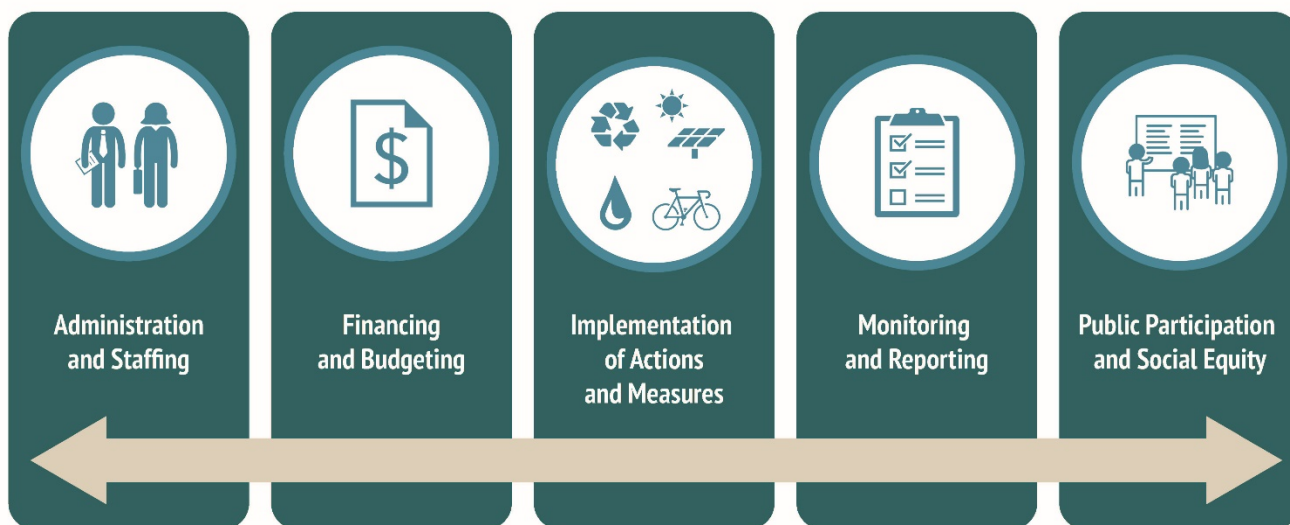 Administration
and Staffing
Financing
and Budgeting
Implementation
of Actions
and Measures
Monitoring
and Reporting
Public Participation
and Social Equity